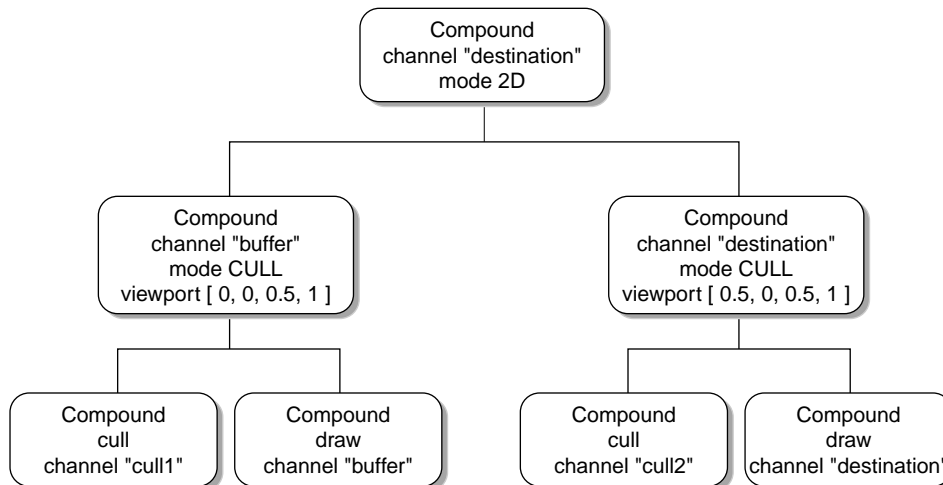 Compound
channel "destination"
mode 2D
Compound
channel "buffer"
mode CULL
viewport [ 0, 0, 0.5, 1 ]
Compound
channel "destination"
mode CULL
viewport [ 0.5, 0, 0.5, 1 ]
Compound
cull
channel "cull1"
Compound
draw
channel "buffer"
Compound
cull
channel "cull2"
Compound
draw
channel "destination"